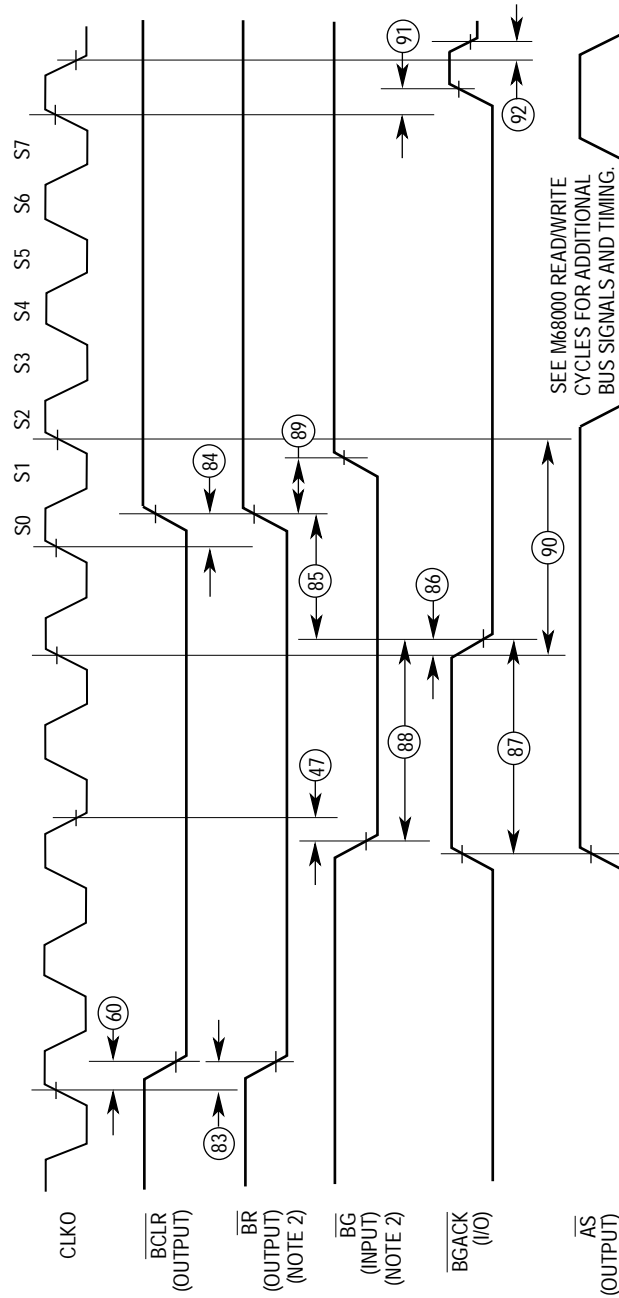 S0 S1 S2 S3 S4 S5 S6 S7
CLKO
60
BCLR
(OUTPUT)
83
84
BR
(OUTPUT)
(NOTE 2)
47
85
89
BG
(INPUT)
(NOTE 2)
88
86
91
BGACK
(I/O)
87
92
90
SEE M68000 READ/WRITE
CYCLES FOR ADDITIONAL
BUS SIGNALS AND TIMING.
AS
(OUTPUT)